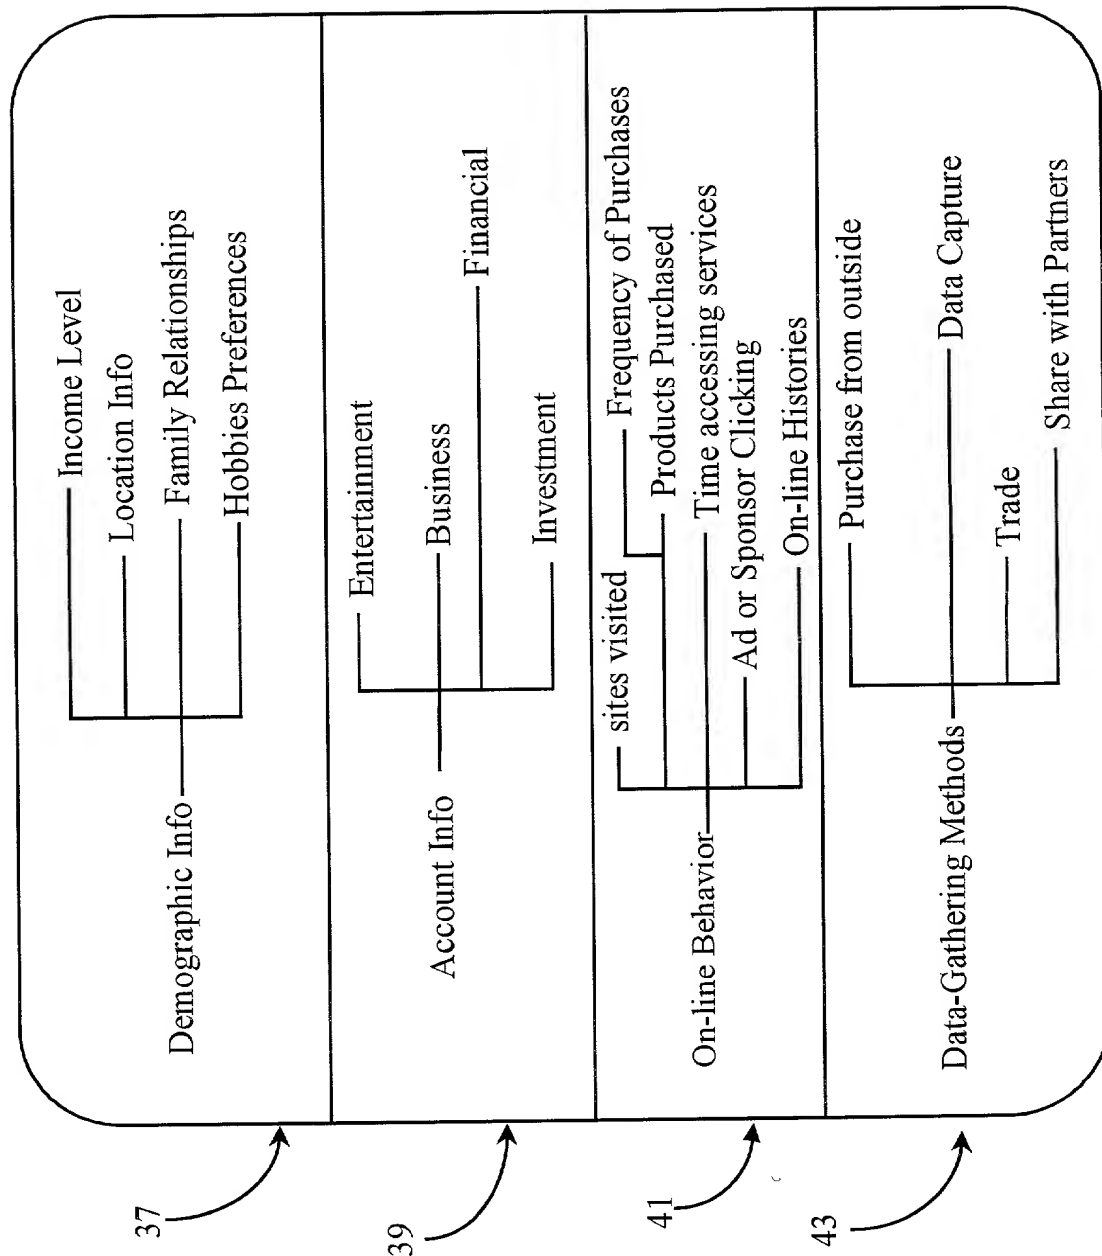 37
Demographic Info
Income Level
Location Info
Family Relationships
Hobbies Preferences
39
Account Info
Entertainment
Business
Financial
Investment
41
On-line Behavior
sites visited
Frequency of Purchases
Products Purchased
Time accessing services
Ad or Sponsor Clicking
On-line Histories
43
Data-Gathering Methods
Purchase from outside
Data Capture
Trade
Share with Partners